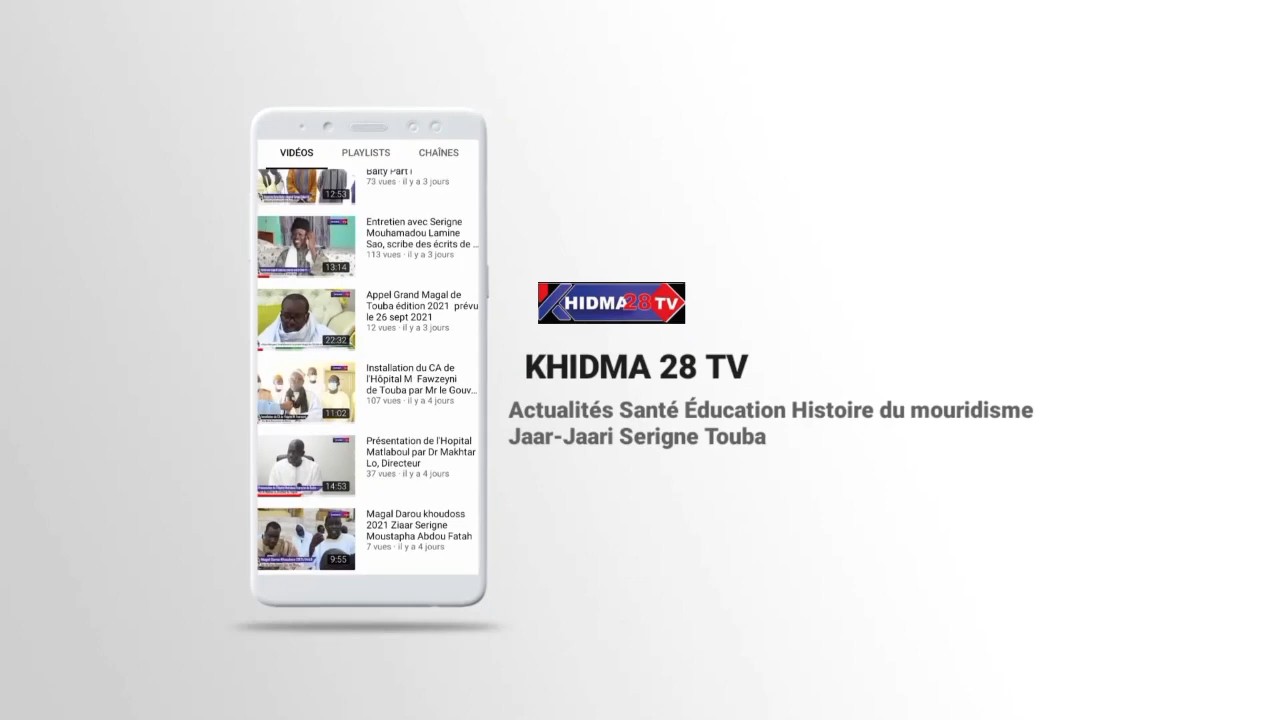 VIDÉOS PLAYLISTS CHAÎNES
Balty Part I
73 vues · il y a 3 jours
12:53
Entretien avec Serigne
Mouhamadou Lamine
Sao, scribe des écrits de ...
113 vues · il y a 3 jours
13:14
Appel Grand Magal de
Touba édition 2021 prévu
le 26 sept 2021
12 vues · il y a 3 jours
22:32
Installation du CA de
l'Hôpital M Fawzeyni
de Touba par Mr le Gouv...
107 vues · il y a 4 jours
11:02
Présentation de l'Hopital
Matlaboul par Dr Makhtar
Lo, Directeur
37 vues · il y a 4 jours
14:53
Magal Darou khoudoss
2021 Ziaar Serigne
Moustapha Abdou Fatah
7 vues · il y a 4 jours
9:55
KHIDMA 28 TV
KHIDMA 28 TV
Actualités Santé Éducation Histoire du mouridisme
Jaar-Jaari Serigne Touba